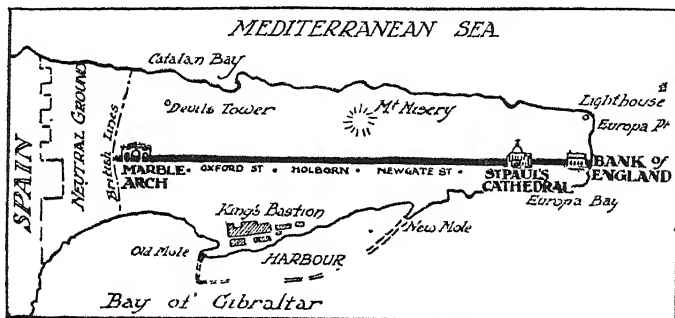 MEDITERRANEAN SEA
Catalan Bay
Devils Tower
Mt Misery
Lighthouse
Europa Pt
SPAIN
NEUTRAL GROUND
British Lines
MARBLE ARCH
OXFORD ST
HOLBORN
NEWGATE ST
ST PAUL'S CATHEDRAL
BANK OF ENGLAND
Europa Bay
King's Bastion
New Mole
Old Mole
HARBOUR
Bay of Gibraltar